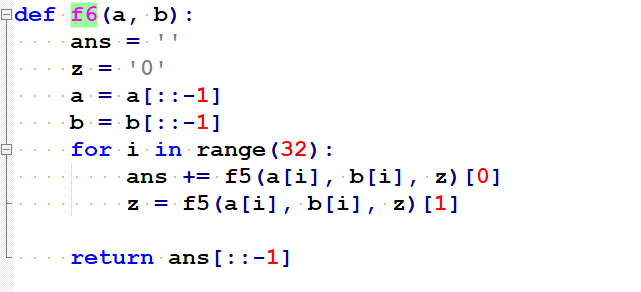 def f6(a, b):
    ans = ''
    z = '0'
    a = a[::-1]
    b = b[::-1]
    for i in range(32):
        ans += f5(a[i], b[i], z)[0]
        z = f5(a[i], b[i], z)[1]

    return ans[::-1]